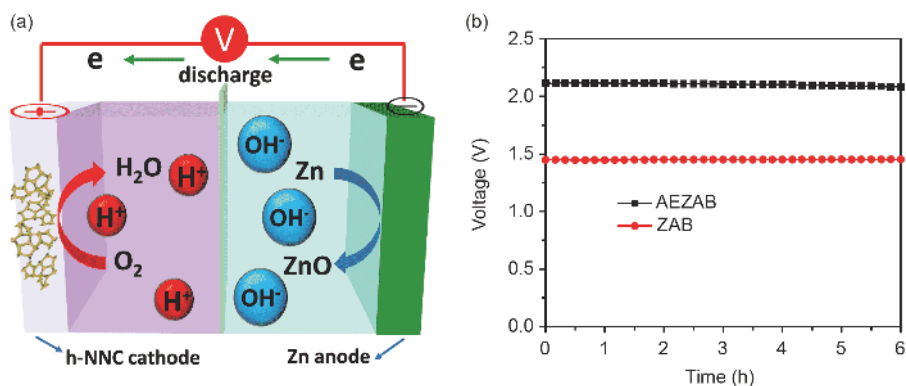 (a)
V
e
discharge
e
H₂O
H⁺
H⁺
O₂
H⁺
OH⁻
Zn
OH⁻
ZnO
OH⁻
h-NNC cathode
Zn anode
(b)
2.5
2.0
1.5
1.0
0.5
0.0
Voltage (V)
AEZAB
ZAB
0 1 2 3 4 5 6
Time (h)